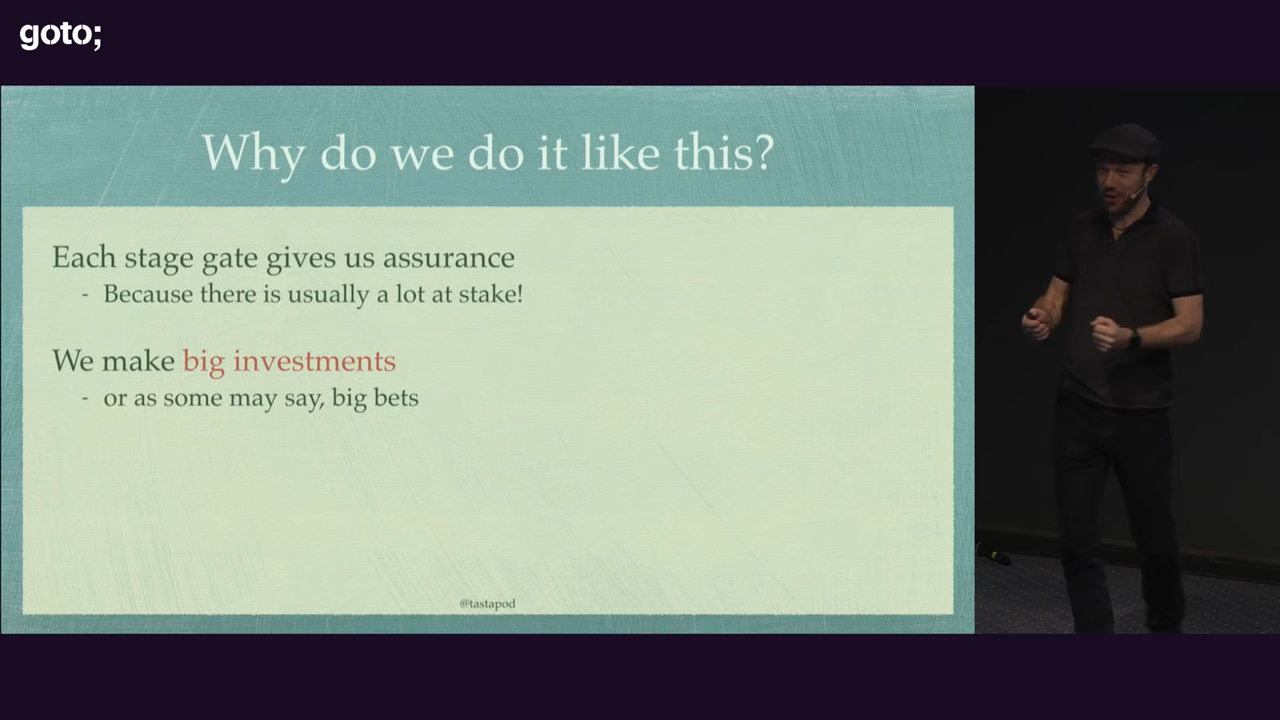 goto;
Why do we do it like this?
Each stage gate gives us assurance
- Because there is usually a lot at stake!
We make big investments
- or as some may say, big bets
@tastapod